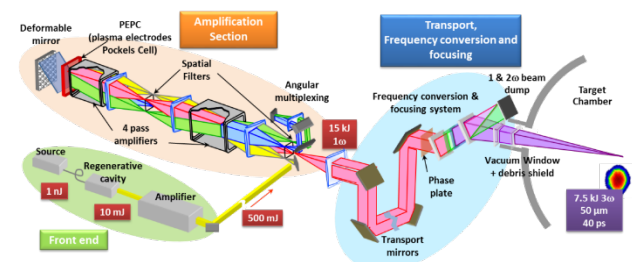 Deformable
mirror
PEPC
(plasma electrodes
Pockels Cell)
Amplification
Section
Spatial
Filters
Angular
multiplexing
4 pass
amplifiers
Source
Regenerative
cavity
Amplifier
1 nJ
10 mJ
500 mJ
Front end
15 kJ
1ω
Transport,
Frequency conversion and
focusing
Frequency conversion &
focusing system
1 & 2ω beam
dump
Target
Chamber
Phase
plate
Vacuum Window
+ debris shield
Transport
mirrors
7.5 kJ 3ω
50 µm
40 ps